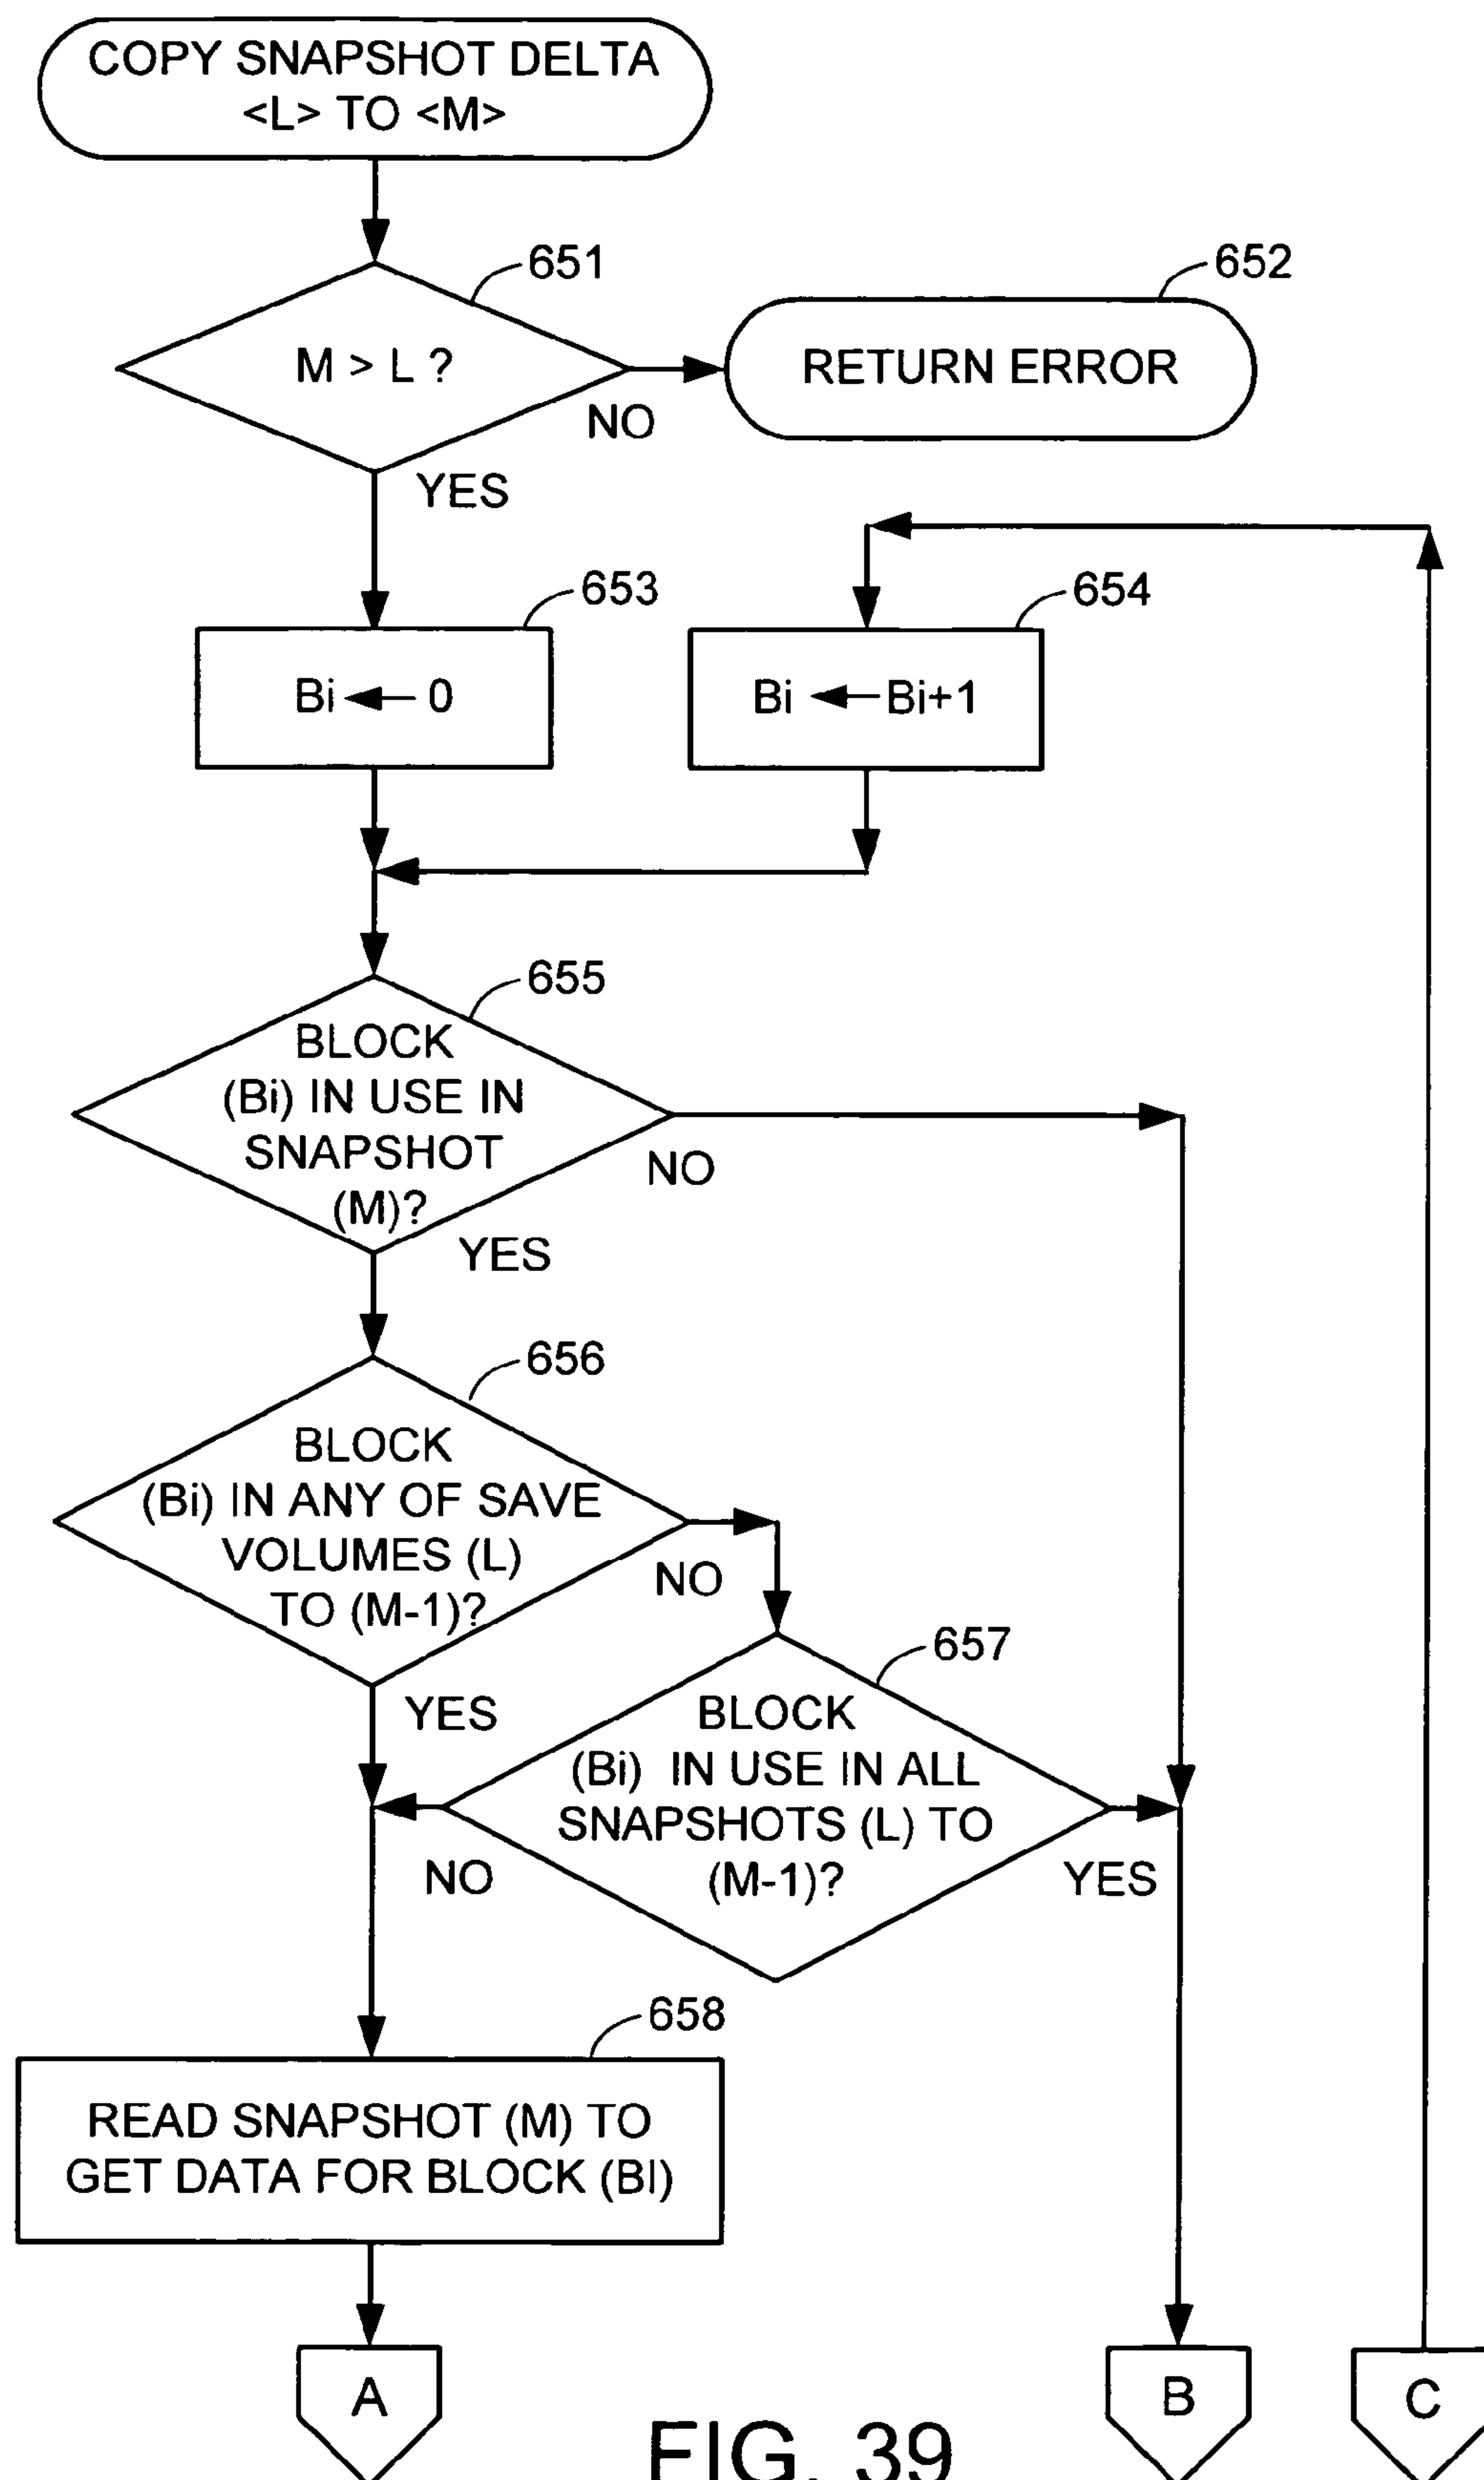 COPY SNAPSHOT DELTA
<L> TO <M>
651
M > L ?
NO
YES
652
RETURN ERROR
653
Bi ← 0
654
Bi ← Bi+1
655
BLOCK
(Bi) IN USE IN
SNAPSHOT
(M)?
NO
YES
656
BLOCK
(Bi) IN ANY OF SAVE
VOLUMES (L)
TO (M-1)?
NO
YES
657
BLOCK
(Bi) IN USE IN ALL
SNAPSHOTS (L) TO
(M-1)?
NO
YES
658
READ SNAPSHOT (M) TO
GET DATA FOR BLOCK (BI)
A
B
C
FIG. 39